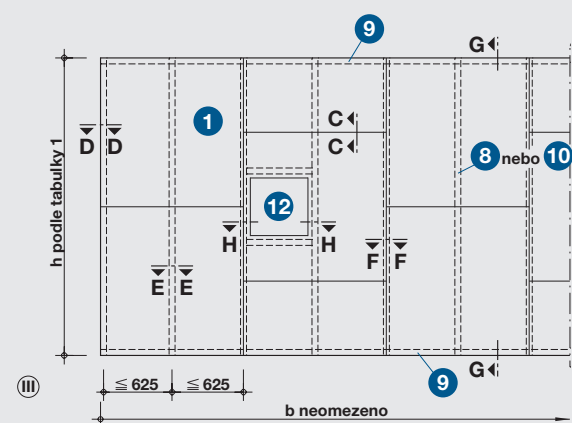 9
G
1
C
C
8 nebo 10
D D
h podle tabulky 1
12
H H
F F
E E
9
G
III
≦ 625 ≦ 625
b neomezeno